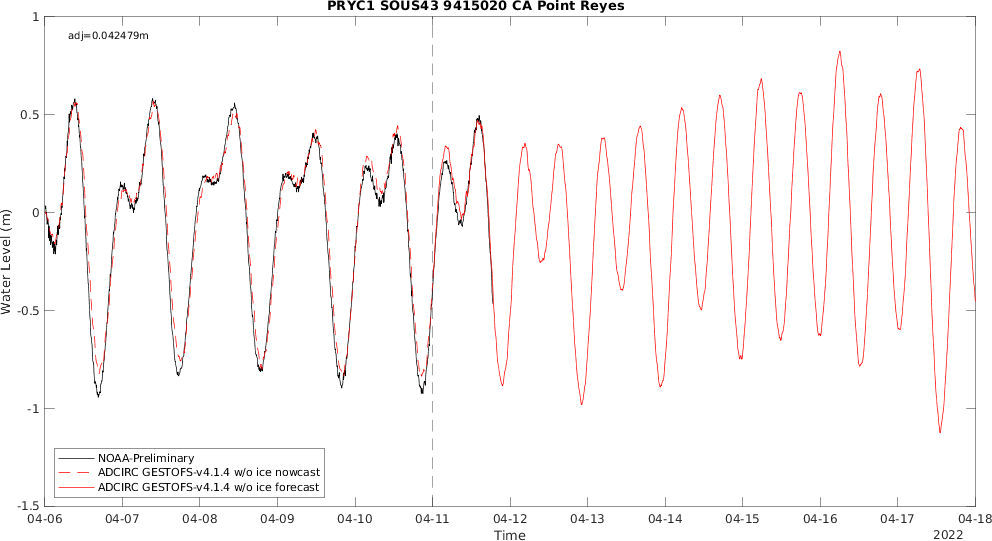 PRYC1 SOUS43 9415020 CA Point Reyes
adj=0.042479m
1
0.5
0
-0.5
-1
-1.5
Water Level (m)
NOAA-Preliminary
ADCIRC GESTOFS-v4.1.4 w/o ice nowcast
ADCIRC GESTOFS-v4.1.4 w/o ice forecast
04-06 04-07 04-08 04-09 04-10 04-11 04-12 04-13 04-14 04-15 04-16 04-17 04-18
Time
2022